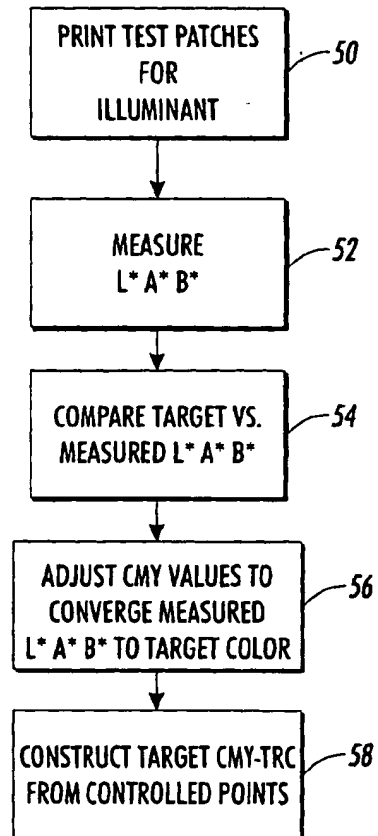 PRINT TEST PATCHES
FOR
ILLUMINANT
50
MEASURE
L* A* B*
52
COMPARE TARGET VS.
MEASURED L* A* B*
54
ADJUST CMY VALUES TO
CONVERGE MEASURED
L* A* B* TO TARGET COLOR
56
CONSTRUCT TARGET CMY-TRC
FROM CONTROLLED POINTS
58